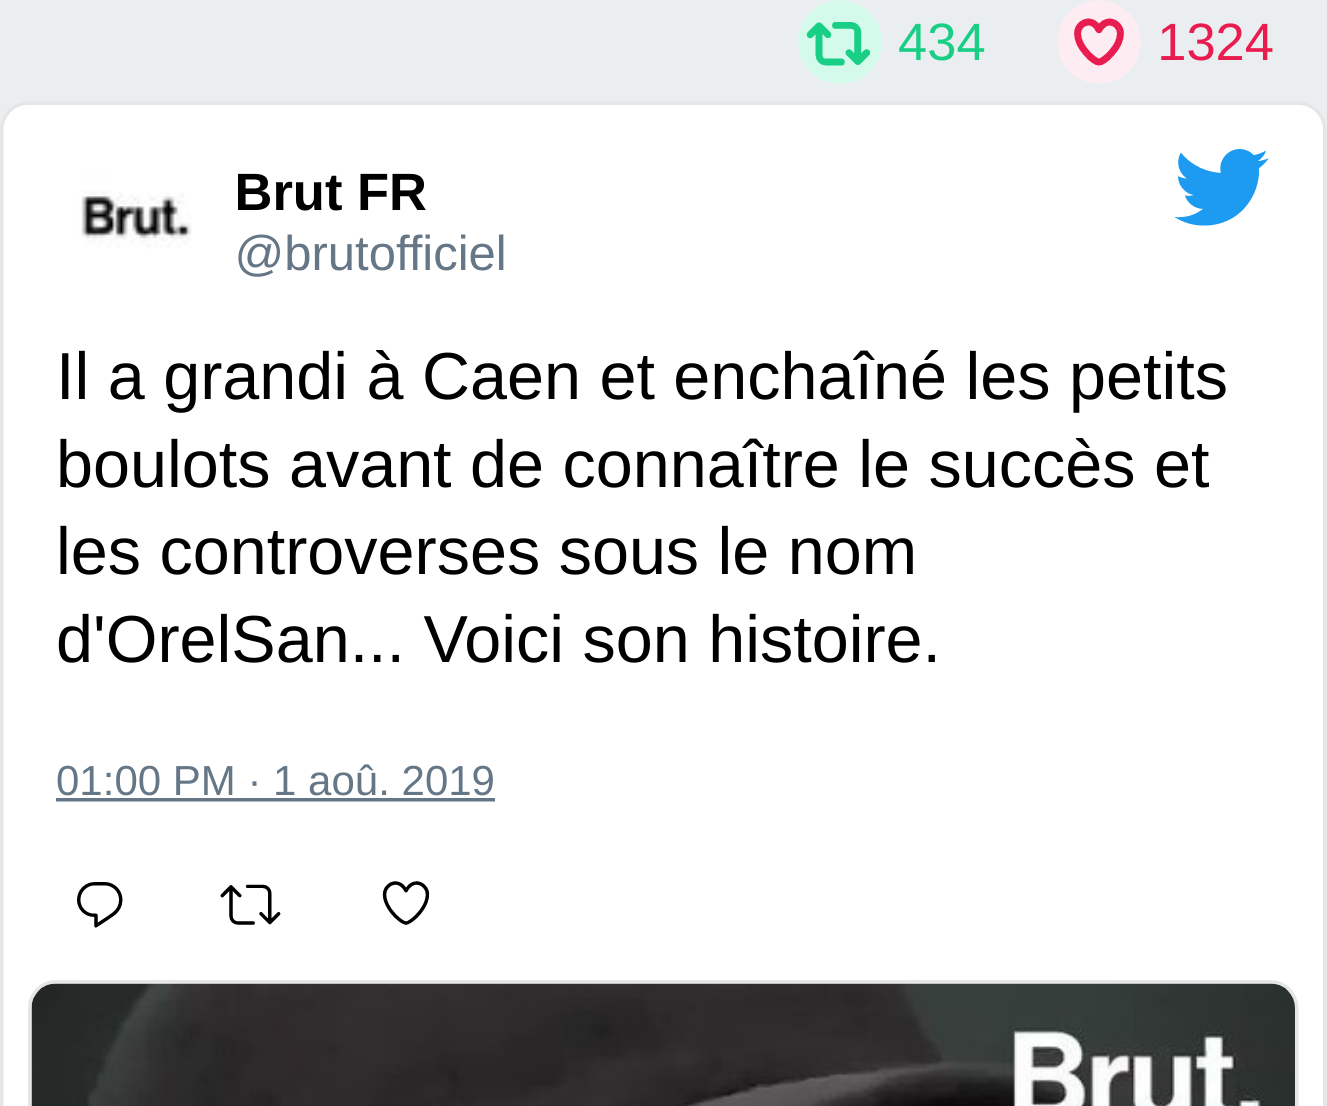 434 1324
Brut. Brut FR
@brutofficiel
Il a grandi à Caen et enchaîné les petits
boulots avant de connaître le succès et
les controverses sous le nom
d'OrelSan... Voici son histoire.
01:00 PM · 1 aoû. 2019
Brut.